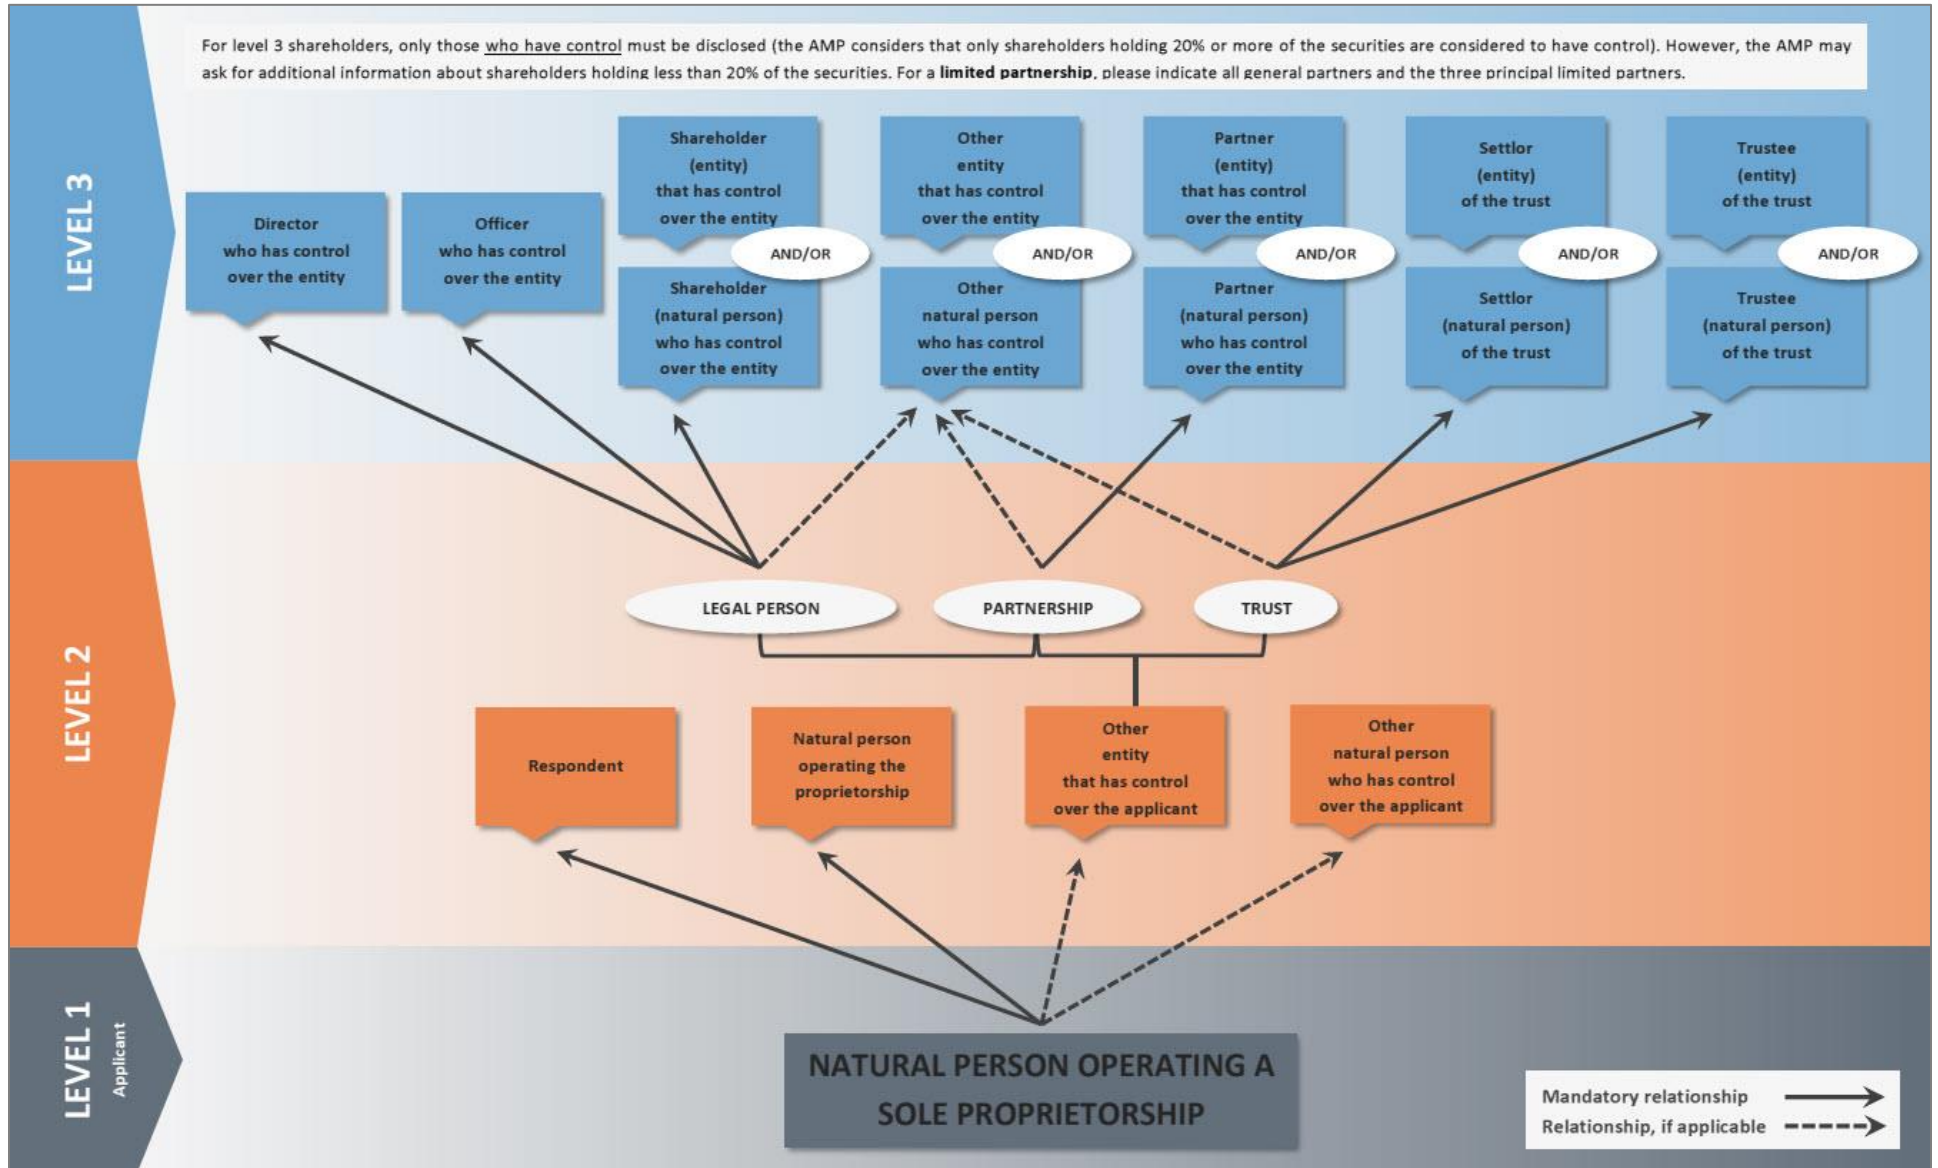 For level 3 shareholders, only those who have control must be disclosed (the AMP considers that only shareholders holding 20% or more of the securities are considered to have control). However, the AMP may
ask for additional information about shareholders holding less than 20% of the securities. For a limited partnership, please indicate all general partners and the three principal limited partners.
LEVEL 3
Director
who has control
over the entity
Officer
who has control
over the entity
Shareholder
(entity)
that has control
over the entity
AND/OR
Shareholder
(natural person)
who has control
over the entity
Other
entity
that has control
over the entity
AND/OR
Other
natural person
who has control
over the entity
Partner
(entity)
that has control
over the entity
AND/OR
Partner
(natural person)
who has control
over the entity
Settlor
(entity)
of the trust
AND/OR
Settlor
(natural person)
of the trust
Trustee
(entity)
of the trust
AND/OR
Trustee
(natural person)
of the trust
LEVEL 2
LEGAL PERSON
PARTNERSHIP
TRUST
Respondent
Natural person
operating the
proprietorship
Other
entity
that has control
over the applicant
Other
natural person
who has control
over the applicant
LEVEL 1
Applicant
NATURAL PERSON OPERATING A
SOLE PROPRIETORSHIP
Mandatory relationship
Relationship, if applicable